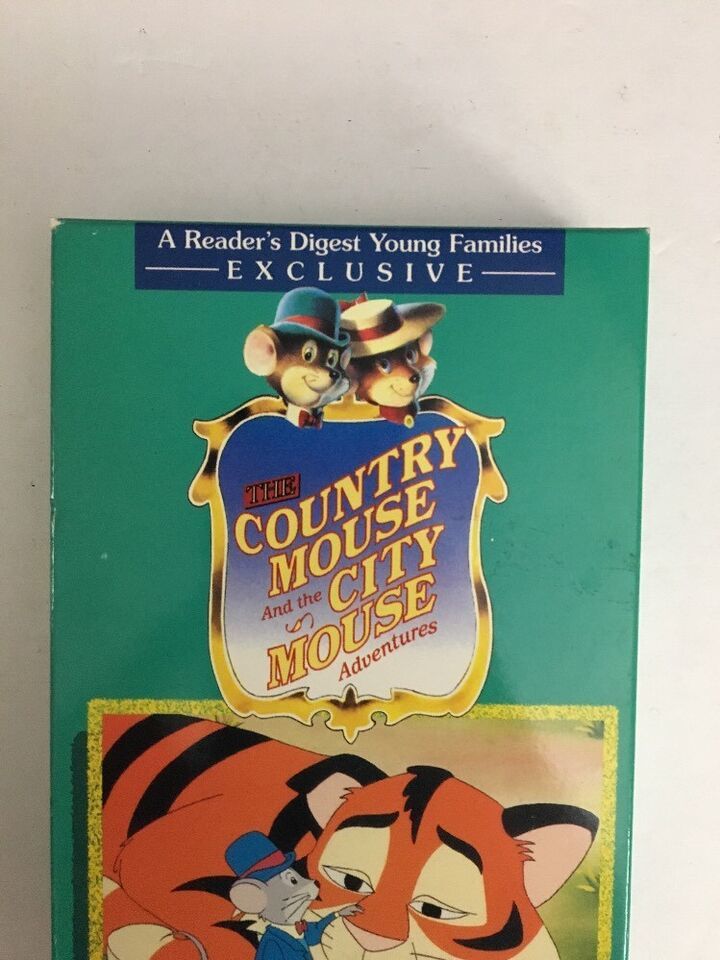 A Reader's Digest Young Families
EXCLUSIVE
THE
COUNTRY
MOUSE
And the CITY
MOUSE
Adventures